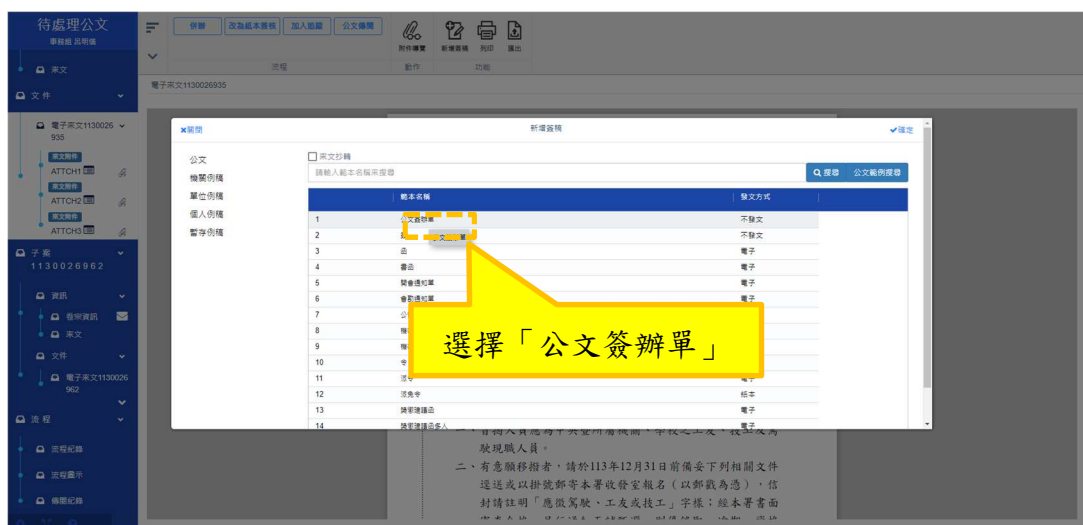 待處理公文
事務組 呂明儀
來文
文件
電子來文1130026
935
來文附件
ATTCH1
來文附件
ATTCH2
來文附件
ATTCH3
子案
1130026962
資訊
卷宗資訊
來文
文件
電子來文1130026
962
流程
流程紀錄
流程圖示
傳閱紀錄
併辦 改為紙本簽核 加入追蹤 公文傳閱
流程
附件導覽
動作
新增簽稿 列印 匯出
功能
電子來文1130026935
✖關閉 新增簽稿 ✔確定
公文
機關例稿
單位例稿
個人例稿
暫存例稿
來文抄轉
請輸入範本名稱來搜尋 搜尋 公文範例搜尋
範本名稱 發文方式
1 公文簽辦單 不發文
2 不發文
3 函 電子
4 書函 電子
5 開會通知單 電子
6 會勘通知單 電子
7
8
9
10 令
11 派令 電子
12 派免令 紙本
13 請獎建議函 電子
14 請獎建議函多人 電子
選擇「公文簽辦單」
駛現職人員。
二、有意願移撥者，請於113年12月31日前備妥下列相關文件
逕送或以掛號郵寄本署收發室報名（以郵戳為憑），信
封請註明「應徵駕駛、工友或技工」字樣；經本署書面